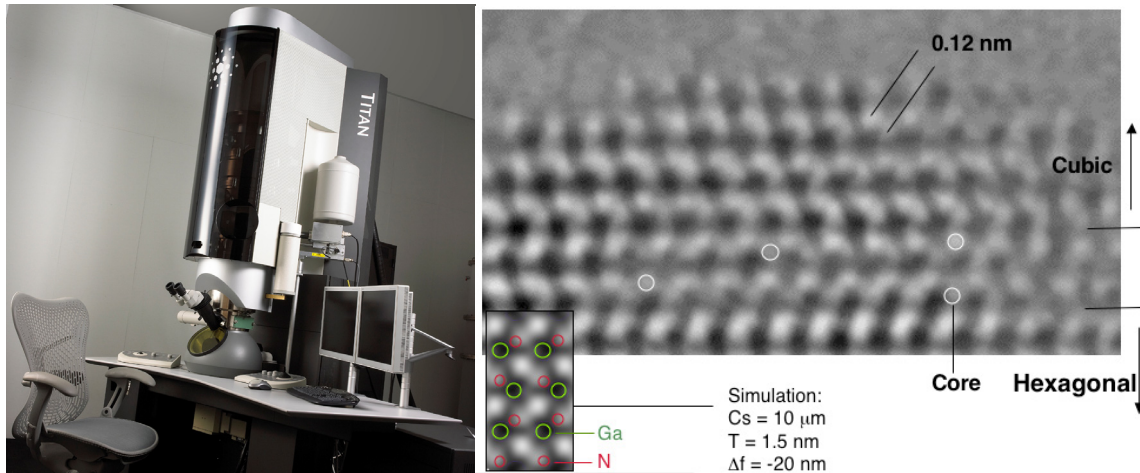 TITAN
0.12 nm
Cubic
Core
Hexagonal
Simulation:
Cs = 10 μm
T = 1.5 nm
Δf = -20 nm
Ga
N